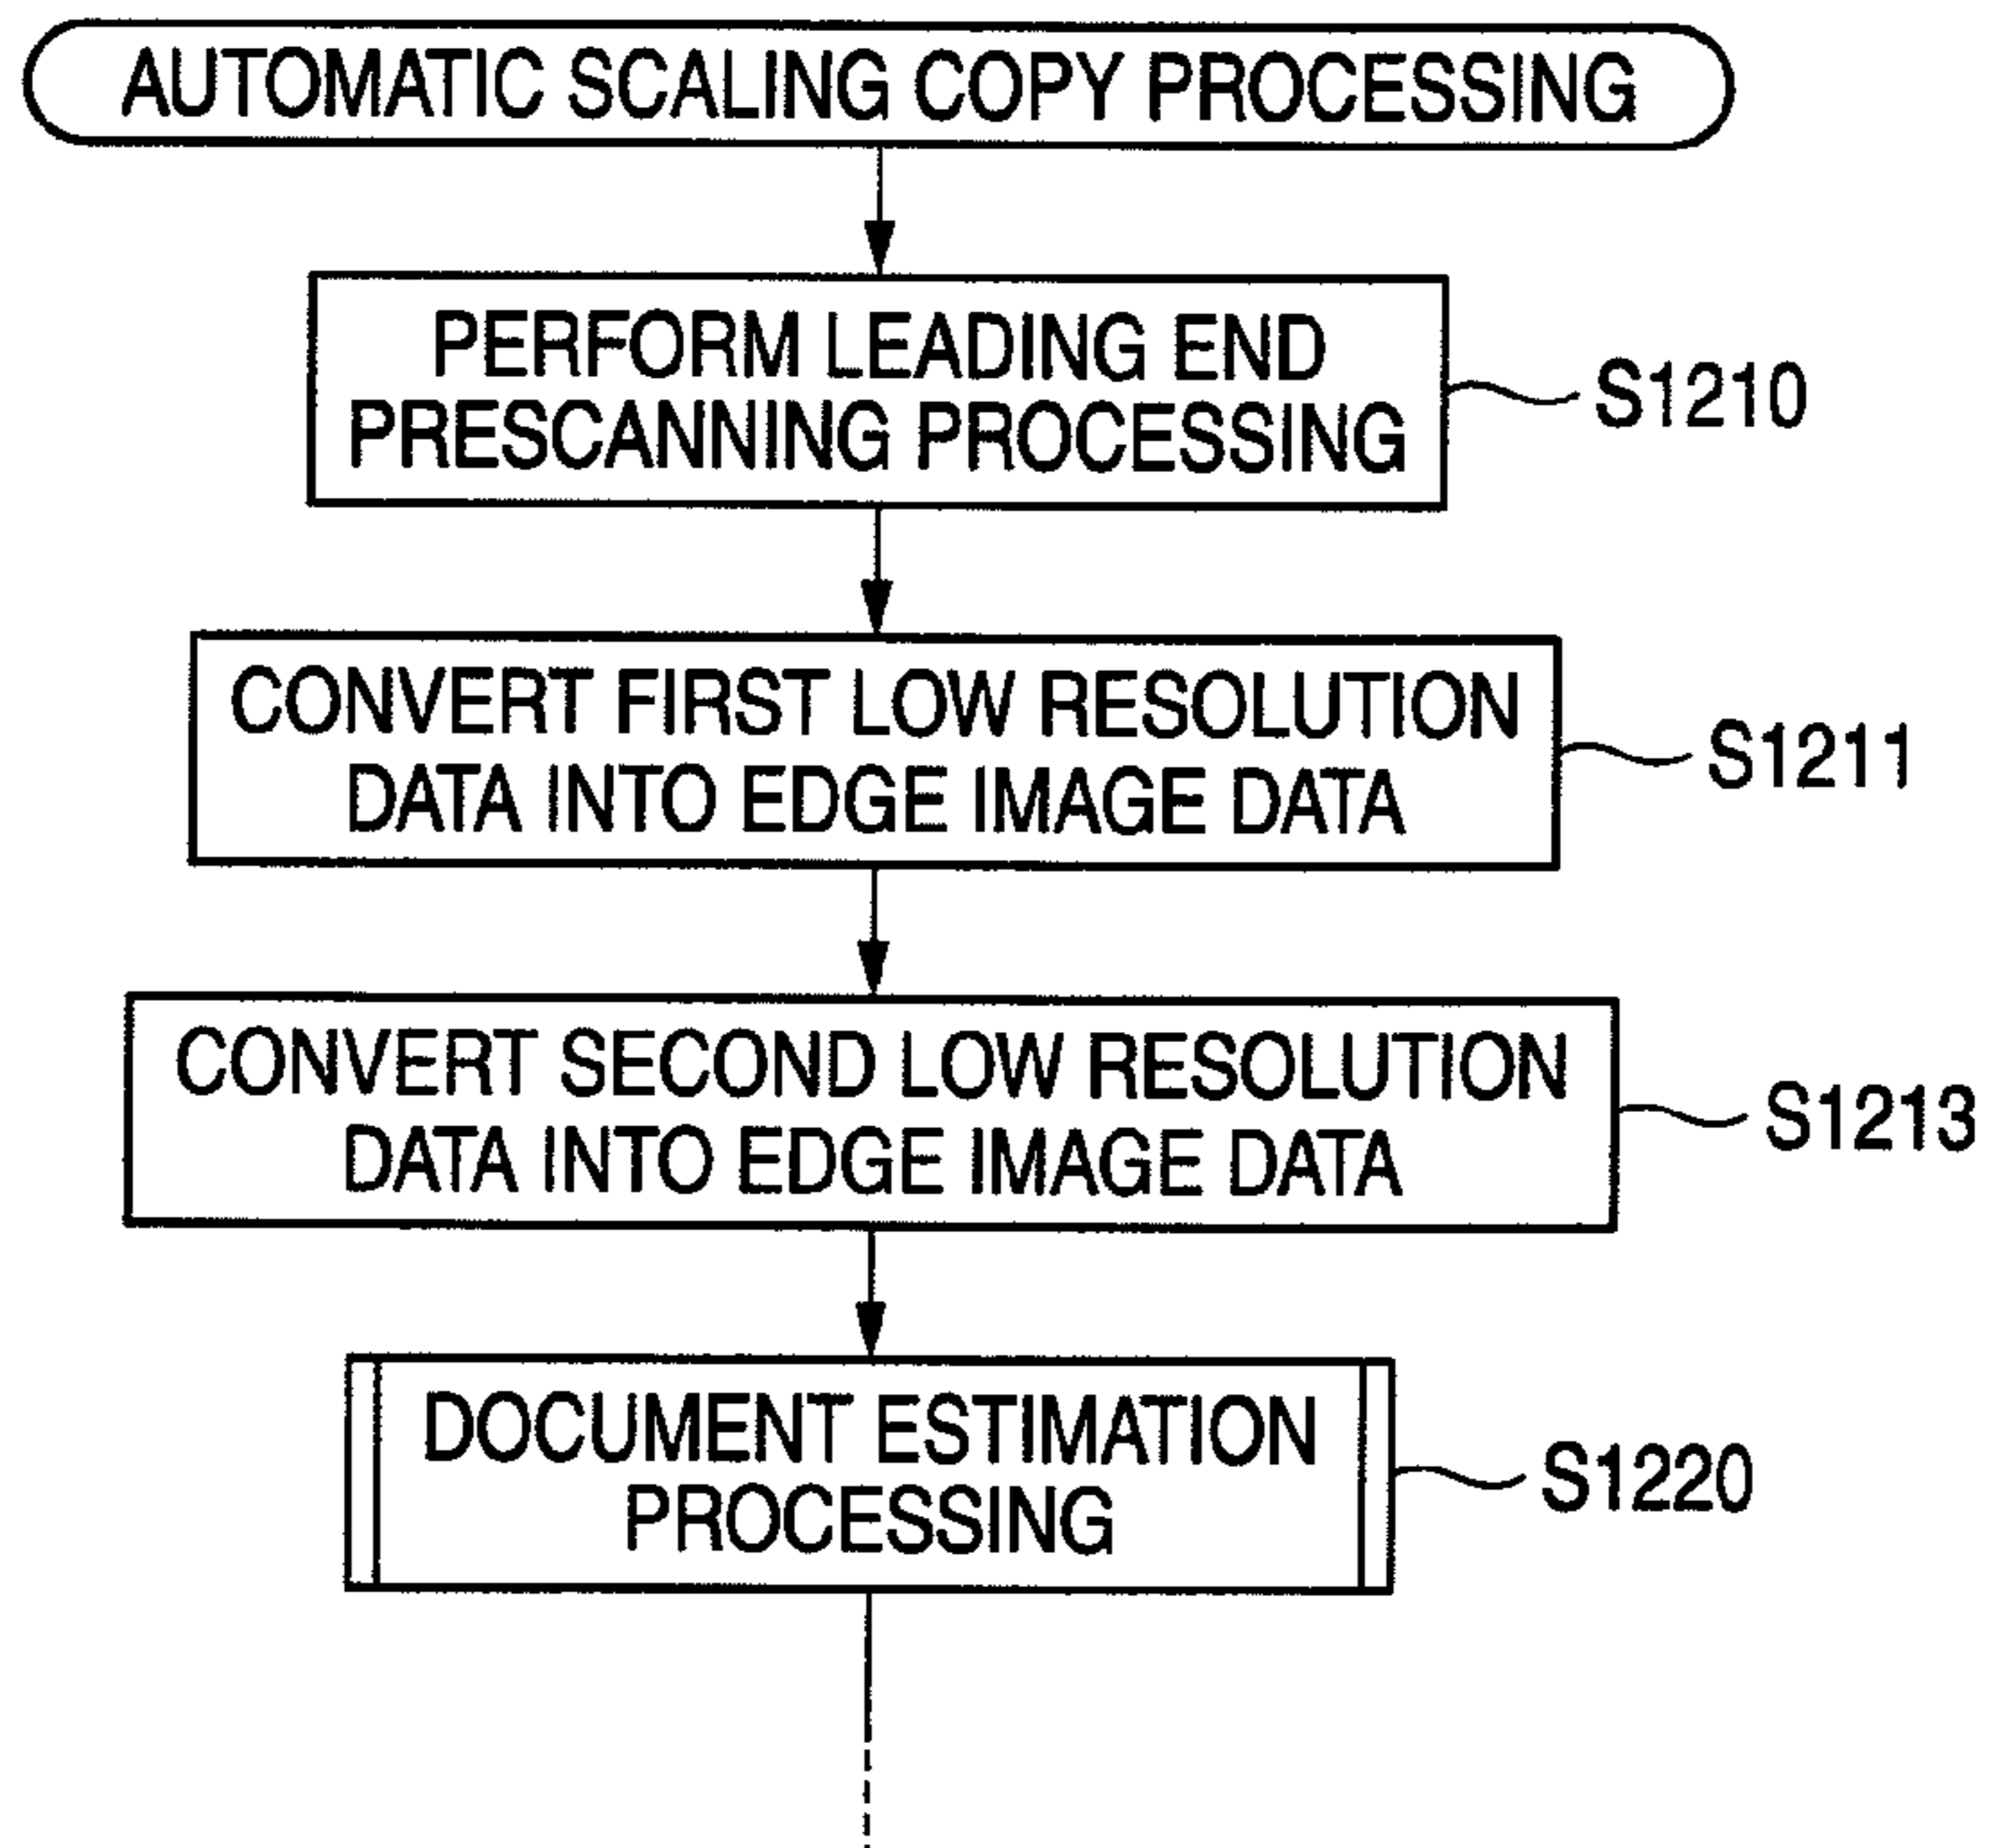 AUTOMATIC SCALING COPY PROCESSING
PERFORM LEADING END
PRESCANNING PROCESSING
S1210
CONVERT FIRST LOW RESOLUTION
DATA INTO EDGE IMAGE DATA
S1211
CONVERT SECOND LOW RESOLUTION
DATA INTO EDGE IMAGE DATA
S1213
DOCUMENT ESTIMATION
PROCESSING
S1220